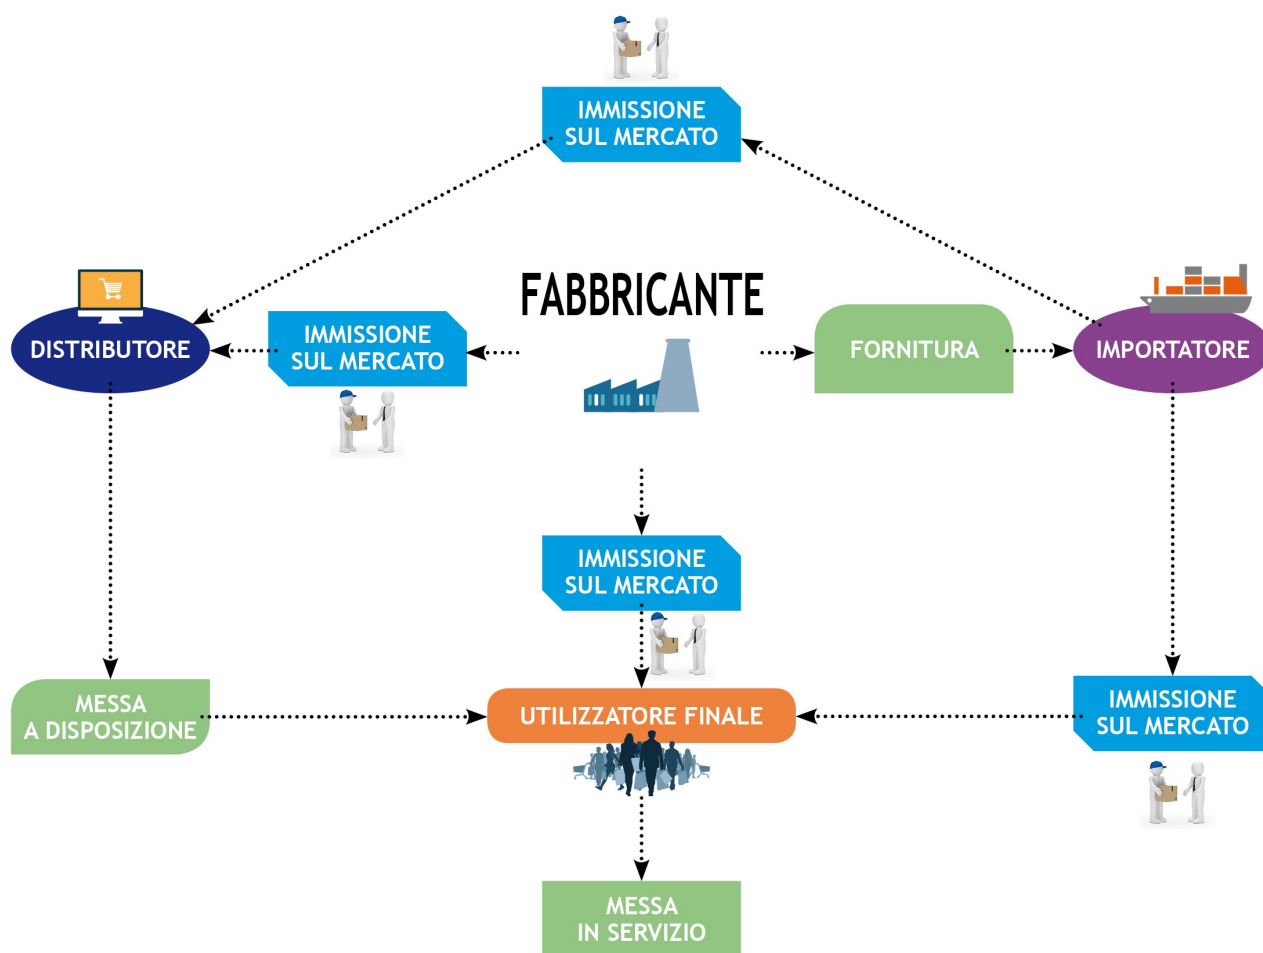 IMMISSIONE
SUL MERCATO
FABBRICANTE
DISTRIBUTORE
IMMISSIONE
SUL MERCATO
FORNITURA
IMPORTATORE
IMMISSIONE
SUL MERCATO
MESSA
A DISPOSIZIONE
UTILIZZATORE FINALE
IMMISSIONE
SUL MERCATO
MESSA
IN SERVIZIO